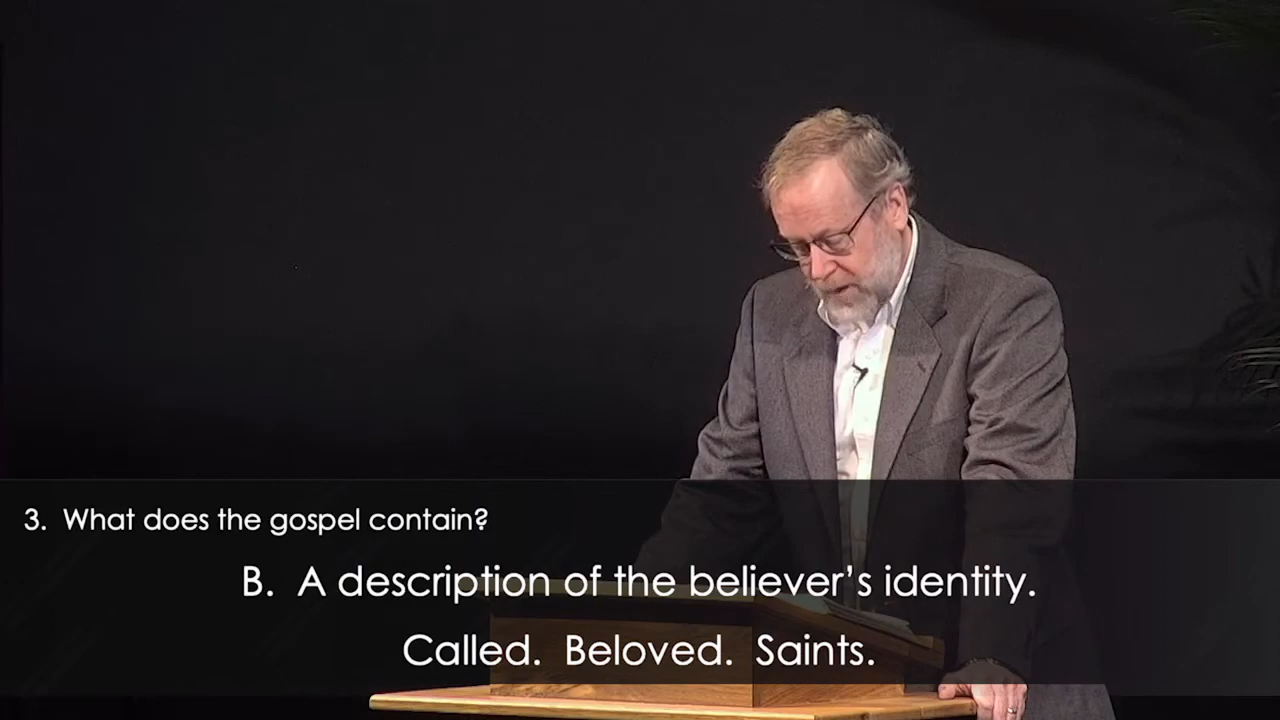 3.  What does the gospel contain?
B.  A description of the believer’s identity.
Called.  Beloved.  Saints.